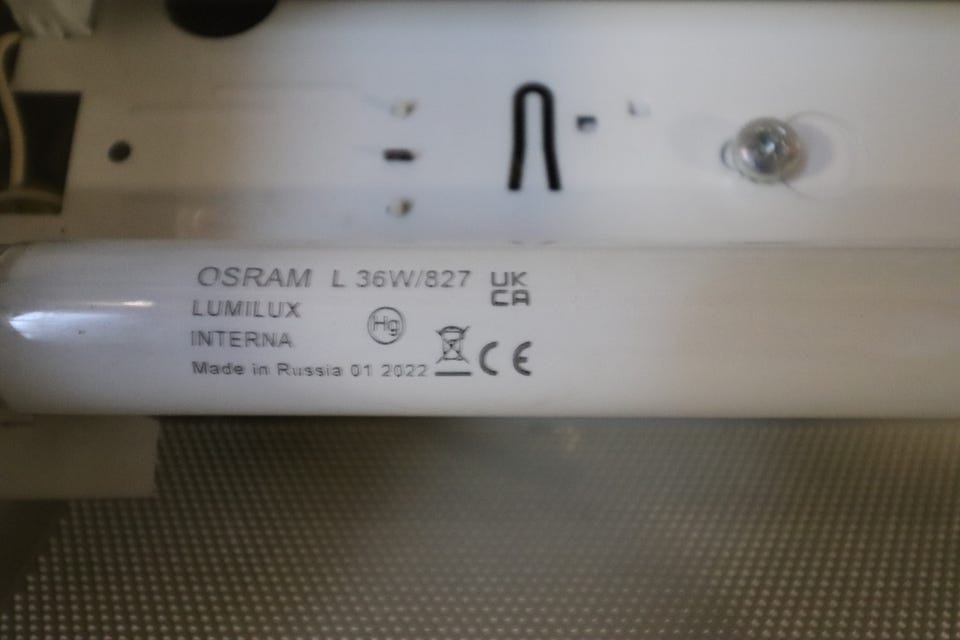 OSRAM L 36W/827 UK
CA
LUMILUX
Hg
INTERNA
Made in Russia 01 2022 CE